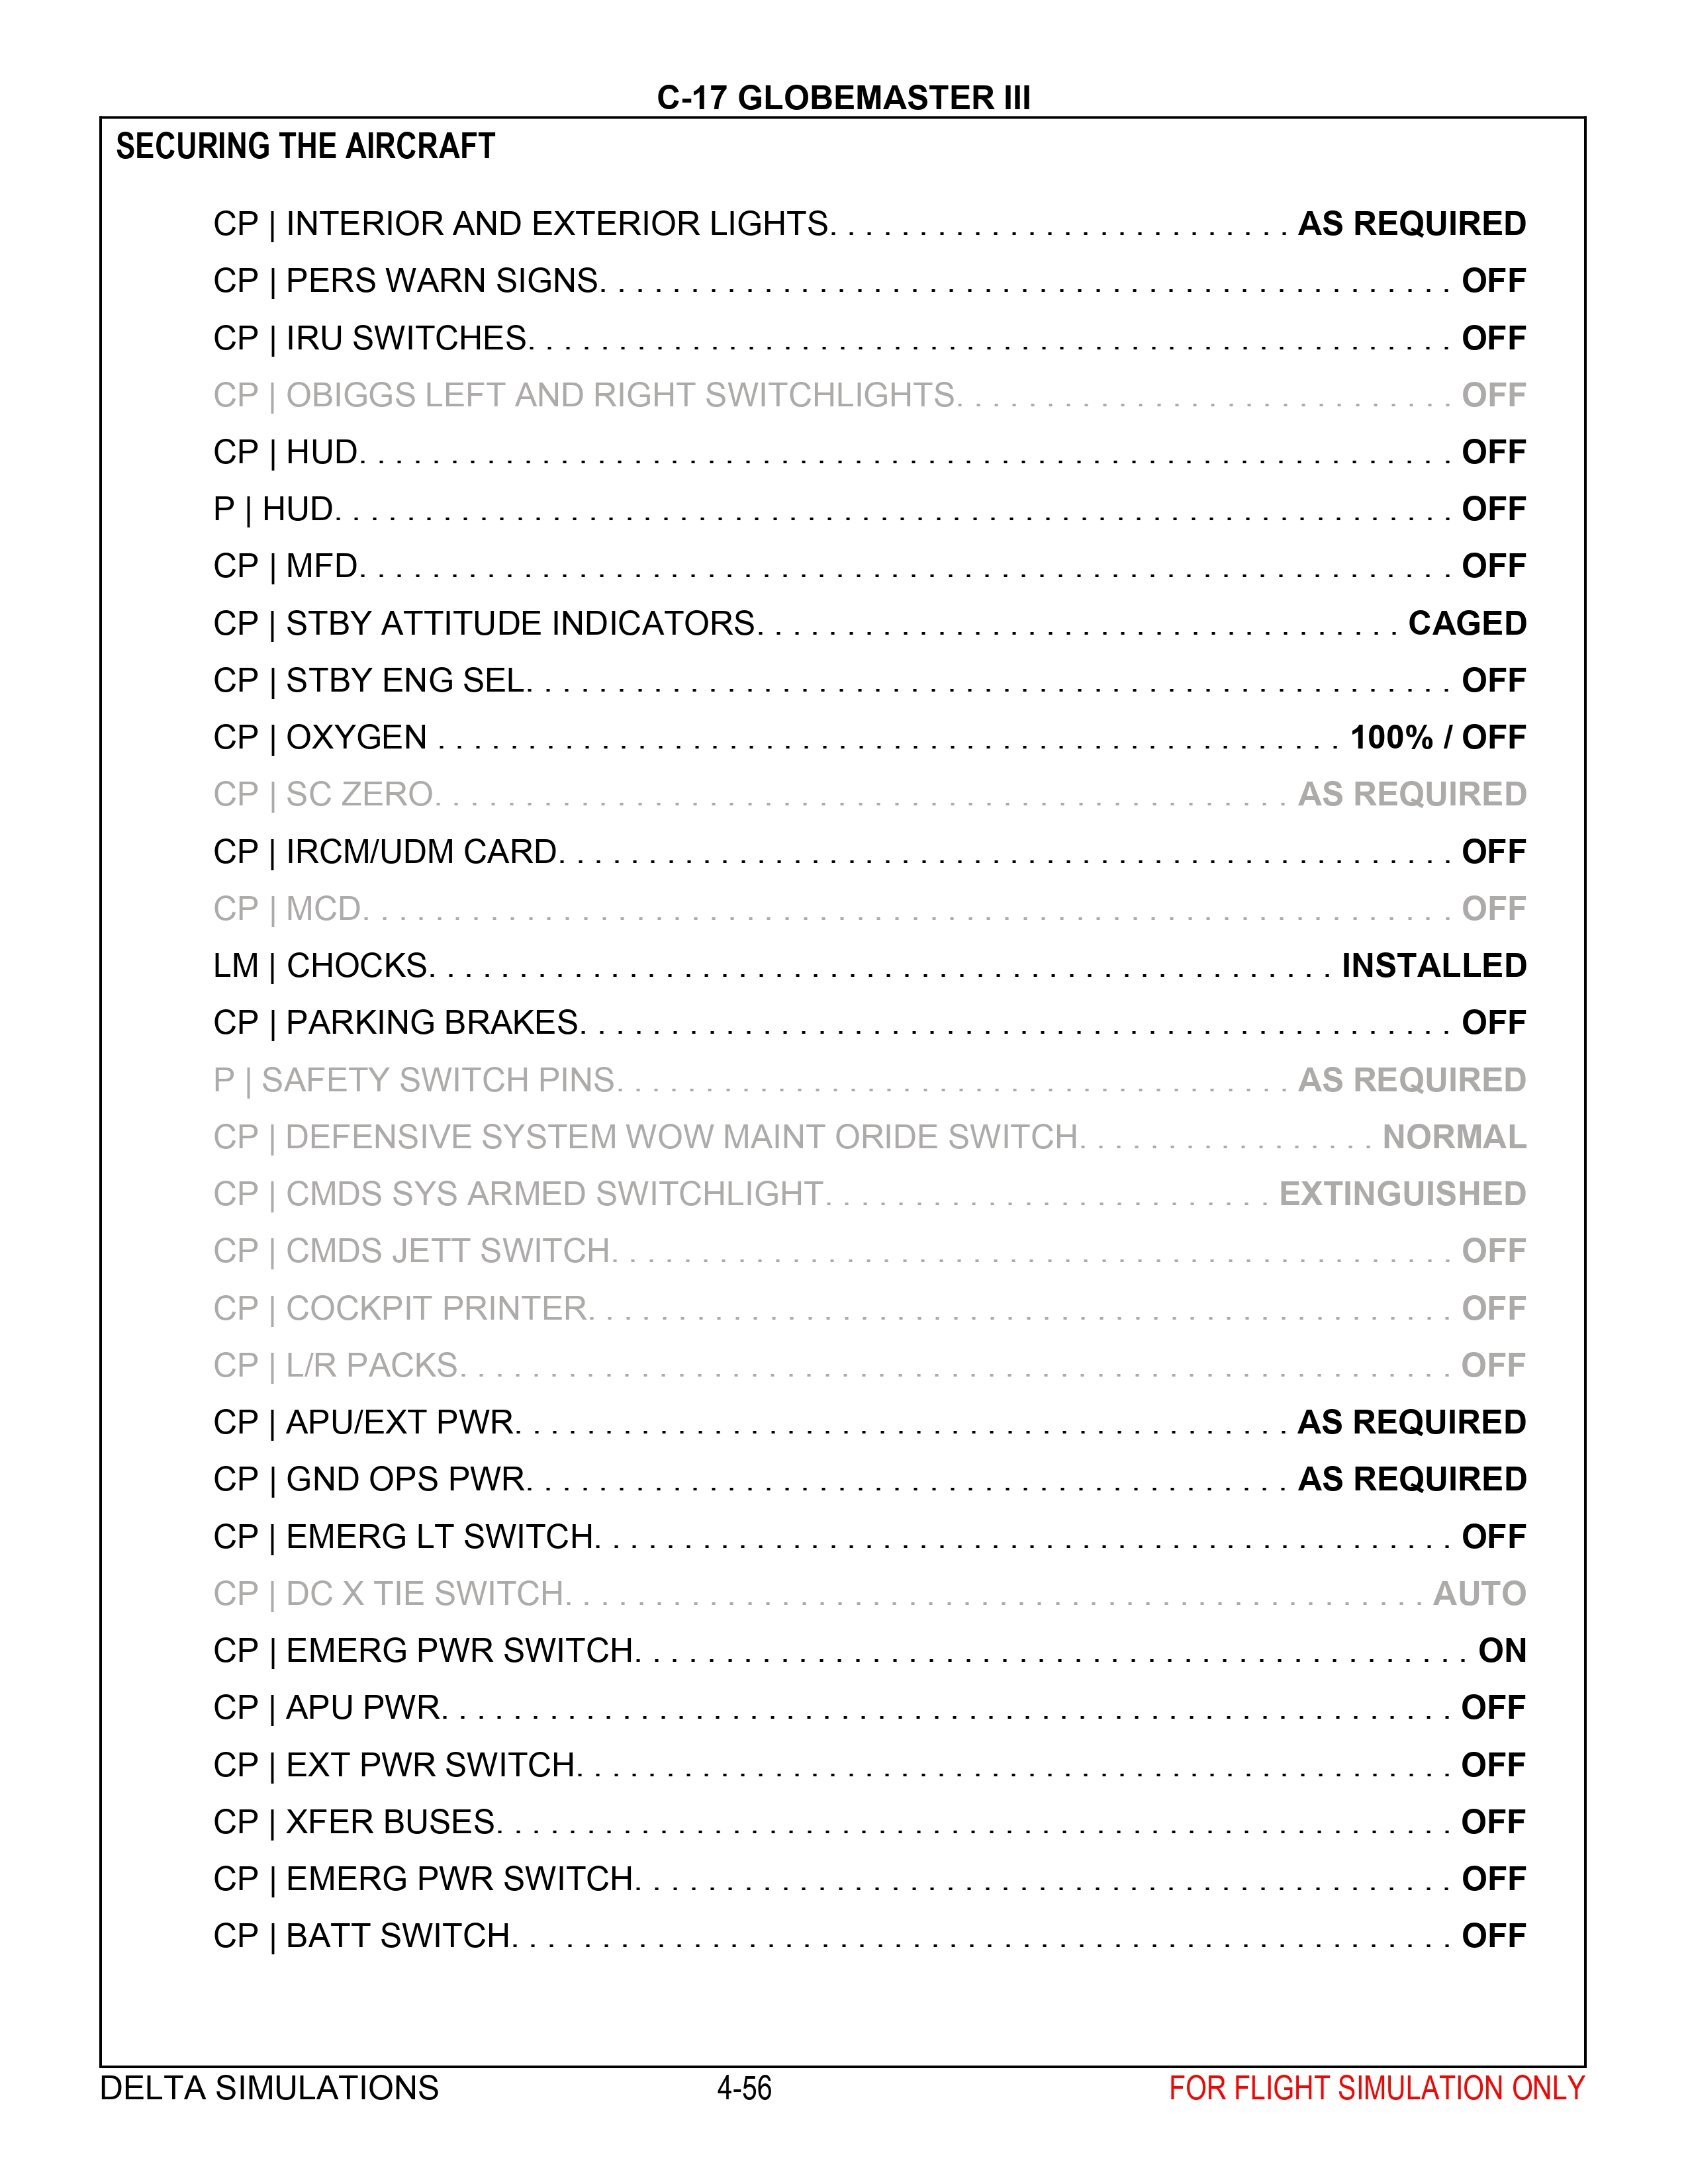 C-17 GLOBEMASTER III
SECURING THE AIRCRAFT
CP | INTERIOR AND EXTERIOR LIGHTS. . . . . . . . . . . . . . . . . . . . . . . . . AS REQUIRED
CP | PERS WARN SIGNS. . . . . . . . . . . . . . . . . . . . . . . . . . . . . . . . . . . . . . . . . . . . . . . OFF
CP | IRU SWITCHES. . . . . . . . . . . . . . . . . . . . . . . . . . . . . . . . . . . . . . . . . . . . . . . . . . . OFF
CP | OBIGGS LEFT AND RIGHT SWITCHLIGHTS. . . . . . . . . . . . . . . . . . . . . . . . . . . . OFF
CP | HUD. . . . . . . . . . . . . . . . . . . . . . . . . . . . . . . . . . . . . . . . . . . . . . . . . . . . . . . . . . . . OFF
P | HUD. . . . . . . . . . . . . . . . . . . . . . . . . . . . . . . . . . . . . . . . . . . . . . . . . . . . . . . . . . . . . OFF
CP | MFD. . . . . . . . . . . . . . . . . . . . . . . . . . . . . . . . . . . . . . . . . . . . . . . . . . . . . . . . . . . . OFF
CP | STBY ATTITUDE INDICATORS. . . . . . . . . . . . . . . . . . . . . . . . . . . . . . . . . . . CAGED
CP | STBY ENG SEL. . . . . . . . . . . . . . . . . . . . . . . . . . . . . . . . . . . . . . . . . . . . . . . . . . . OFF
CP | OXYGEN . . . . . . . . . . . . . . . . . . . . . . . . . . . . . . . . . . . . . . . . . . . . . . . . . . 100% / OFF
CP | SC ZERO. . . . . . . . . . . . . . . . . . . . . . . . . . . . . . . . . . . . . . . . . . . . . . . AS REQUIRED
CP | IRCM/UDM CARD. . . . . . . . . . . . . . . . . . . . . . . . . . . . . . . . . . . . . . . . . . . . . . . . . OFF
CP | MCD. . . . . . . . . . . . . . . . . . . . . . . . . . . . . . . . . . . . . . . . . . . . . . . . . . . . . . . . . . . . OFF
LM | CHOCKS. . . . . . . . . . . . . . . . . . . . . . . . . . . . . . . . . . . . . . . . . . . . . . . . . . INSTALLED
CP | PARKING BRAKES. . . . . . . . . . . . . . . . . . . . . . . . . . . . . . . . . . . . . . . . . . . . . . . . OFF
P | SAFETY SWITCH PINS. . . . . . . . . . . . . . . . . . . . . . . . . . . . . . . . . . . . . AS REQUIRED
CP | DEFENSIVE SYSTEM WOW MAINT ORIDE SWITCH. . . . . . . . . . . . . . . . NORMAL
CP | CMDS SYS ARMED SWITCHLIGHT. . . . . . . . . . . . . . . . . . . . . . . . . EXTINGUISHED
CP | CMDS JETT SWITCH. . . . . . . . . . . . . . . . . . . . . . . . . . . . . . . . . . . . . . . . . . . . . . OFF
CP | COCKPIT PRINTER. . . . . . . . . . . . . . . . . . . . . . . . . . . . . . . . . . . . . . . . . . . . . . . . OFF
CP | L/R PACKS. . . . . . . . . . . . . . . . . . . . . . . . . . . . . . . . . . . . . . . . . . . . . . . . . . . . . . OFF
CP | APU/EXT PWR. . . . . . . . . . . . . . . . . . . . . . . . . . . . . . . . . . . . . . . . . . AS REQUIRED
CP | GND OPS PWR. . . . . . . . . . . . . . . . . . . . . . . . . . . . . . . . . . . . . . . . . . AS REQUIRED
CP | EMERG LT SWITCH. . . . . . . . . . . . . . . . . . . . . . . . . . . . . . . . . . . . . . . . . . . . . . . OFF
CP | DC X TIE SWITCH. . . . . . . . . . . . . . . . . . . . . . . . . . . . . . . . . . . . . . . . . . . . . . . AUTO
CP | EMERG PWR SWITCH. . . . . . . . . . . . . . . . . . . . . . . . . . . . . . . . . . . . . . . . . . . . . . ON
CP | APU PWR. . . . . . . . . . . . . . . . . . . . . . . . . . . . . . . . . . . . . . . . . . . . . . . . . . . . . . . OFF
CP | EXT PWR SWITCH. . . . . . . . . . . . . . . . . . . . . . . . . . . . . . . . . . . . . . . . . . . . . . . . OFF
CP | XFER BUSES. . . . . . . . . . . . . . . . . . . . . . . . . . . . . . . . . . . . . . . . . . . . . . . . . . . . OFF
CP | EMERG PWR SWITCH. . . . . . . . . . . . . . . . . . . . . . . . . . . . . . . . . . . . . . . . . . . . . OFF
CP | BATT SWITCH. . . . . . . . . . . . . . . . . . . . . . . . . . . . . . . . . . . . . . . . . . . . . . . . . . . . OFF
DELTA SIMULATIONS 4-56 FOR FLIGHT SIMULATION ONLY